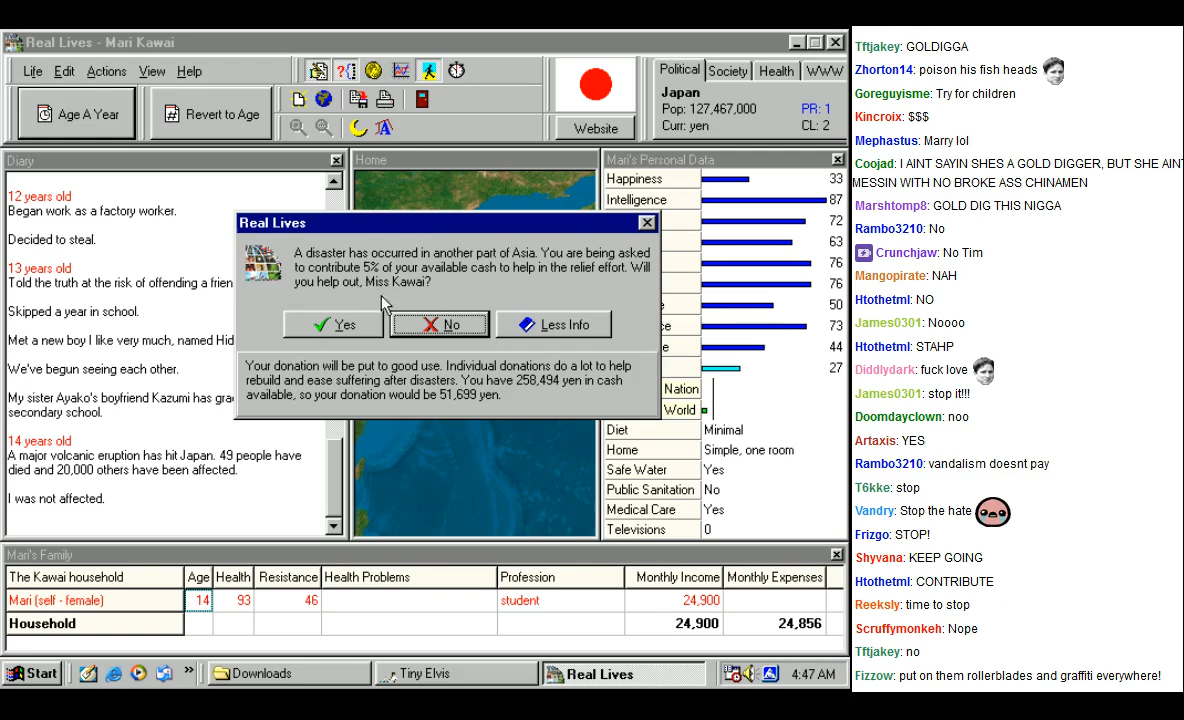 Real Lives - Mari Kawai
Life Edit Actions View Help
Age A Year
Revert to Age
Website
Political Society Health WWW
Japan
Pop: 127,467,000 PR: 1
Curr: yen CL: 2
Diary
12 years old
Began work as a factory worker.
Decided to steal.
13 years old
Told the truth at the risk of offending a frien
Skipped a year in school.
Met a new boy I like very much, named Hid
We've begun seeing each other.
My sister Ayako's boyfriend Kazumi has gra
secondary school.
14 years old
A major volcanic eruption has hit Japan. 49 people have
died and 20,000 others have been affected.
I was not affected.
Home
Real Lives
A disaster has occurred in another part of Asia. You are being asked
to contribute 5% of your available cash to help in the relief effort. Will
you help out, Miss Kawai?
Yes No Less Info
Your donation will be put to good use. Individual donations do a lot to help
rebuild and ease suffering after disasters. You have 258,494 yen in cash
available, so your donation would be 51,699 yen.
Mari's Personal Data
Happiness 33
Intelligence 87
72
63
76
76
50
73
44
27
Nation
World
Diet Minimal
Home Simple, one room
Safe Water Yes
Public Sanitation No
Medical Care Yes
Televisions 0
Mari's Family
The Kawai household Age Health Resistance Health Problems Profession Monthly Income Monthly Expenses
Mari (self - female) 14 93 46 student 24,900
Household 24,900 24,856
Start Downloads Tiny Elvis Real Lives 4:47 AM
Tftjakey: GOLDIGGA
Zhorton14: poison his fish heads
Goreguyisme: Try for children
Kincroix: $$$
Mephastus: Marry lol
Coojad: I AINT SAYIN SHES A GOLD DIGGER, BUT SHE AIN'T
MESSIN WITH NO BROKE ASS CHINAMEN
Marshtomp8: GOLD DIG THIS NIGGA
Rambo3210: No
Crunchjaw: No Tim
Mangopirate: NAH
Htothetml: NO
James0301: Noooo
Htothetml: STAHP
Diddlydark: fuck love
James0301: stop it!!!
Doomdayclown: noo
Artaxis: YES
Rambo3210: vandalism doesnt pay
T6kke: stop
Vandry: Stop the hate
Frizgo: STOP!
Shyvana: KEEP GOING
Htothetml: CONTRIBUTE
Reeksly: time to stop
Scruffymonkeh: Nope
Tftjakey: no
Fizzow: put on them rollerblades and graffiti everywhere!